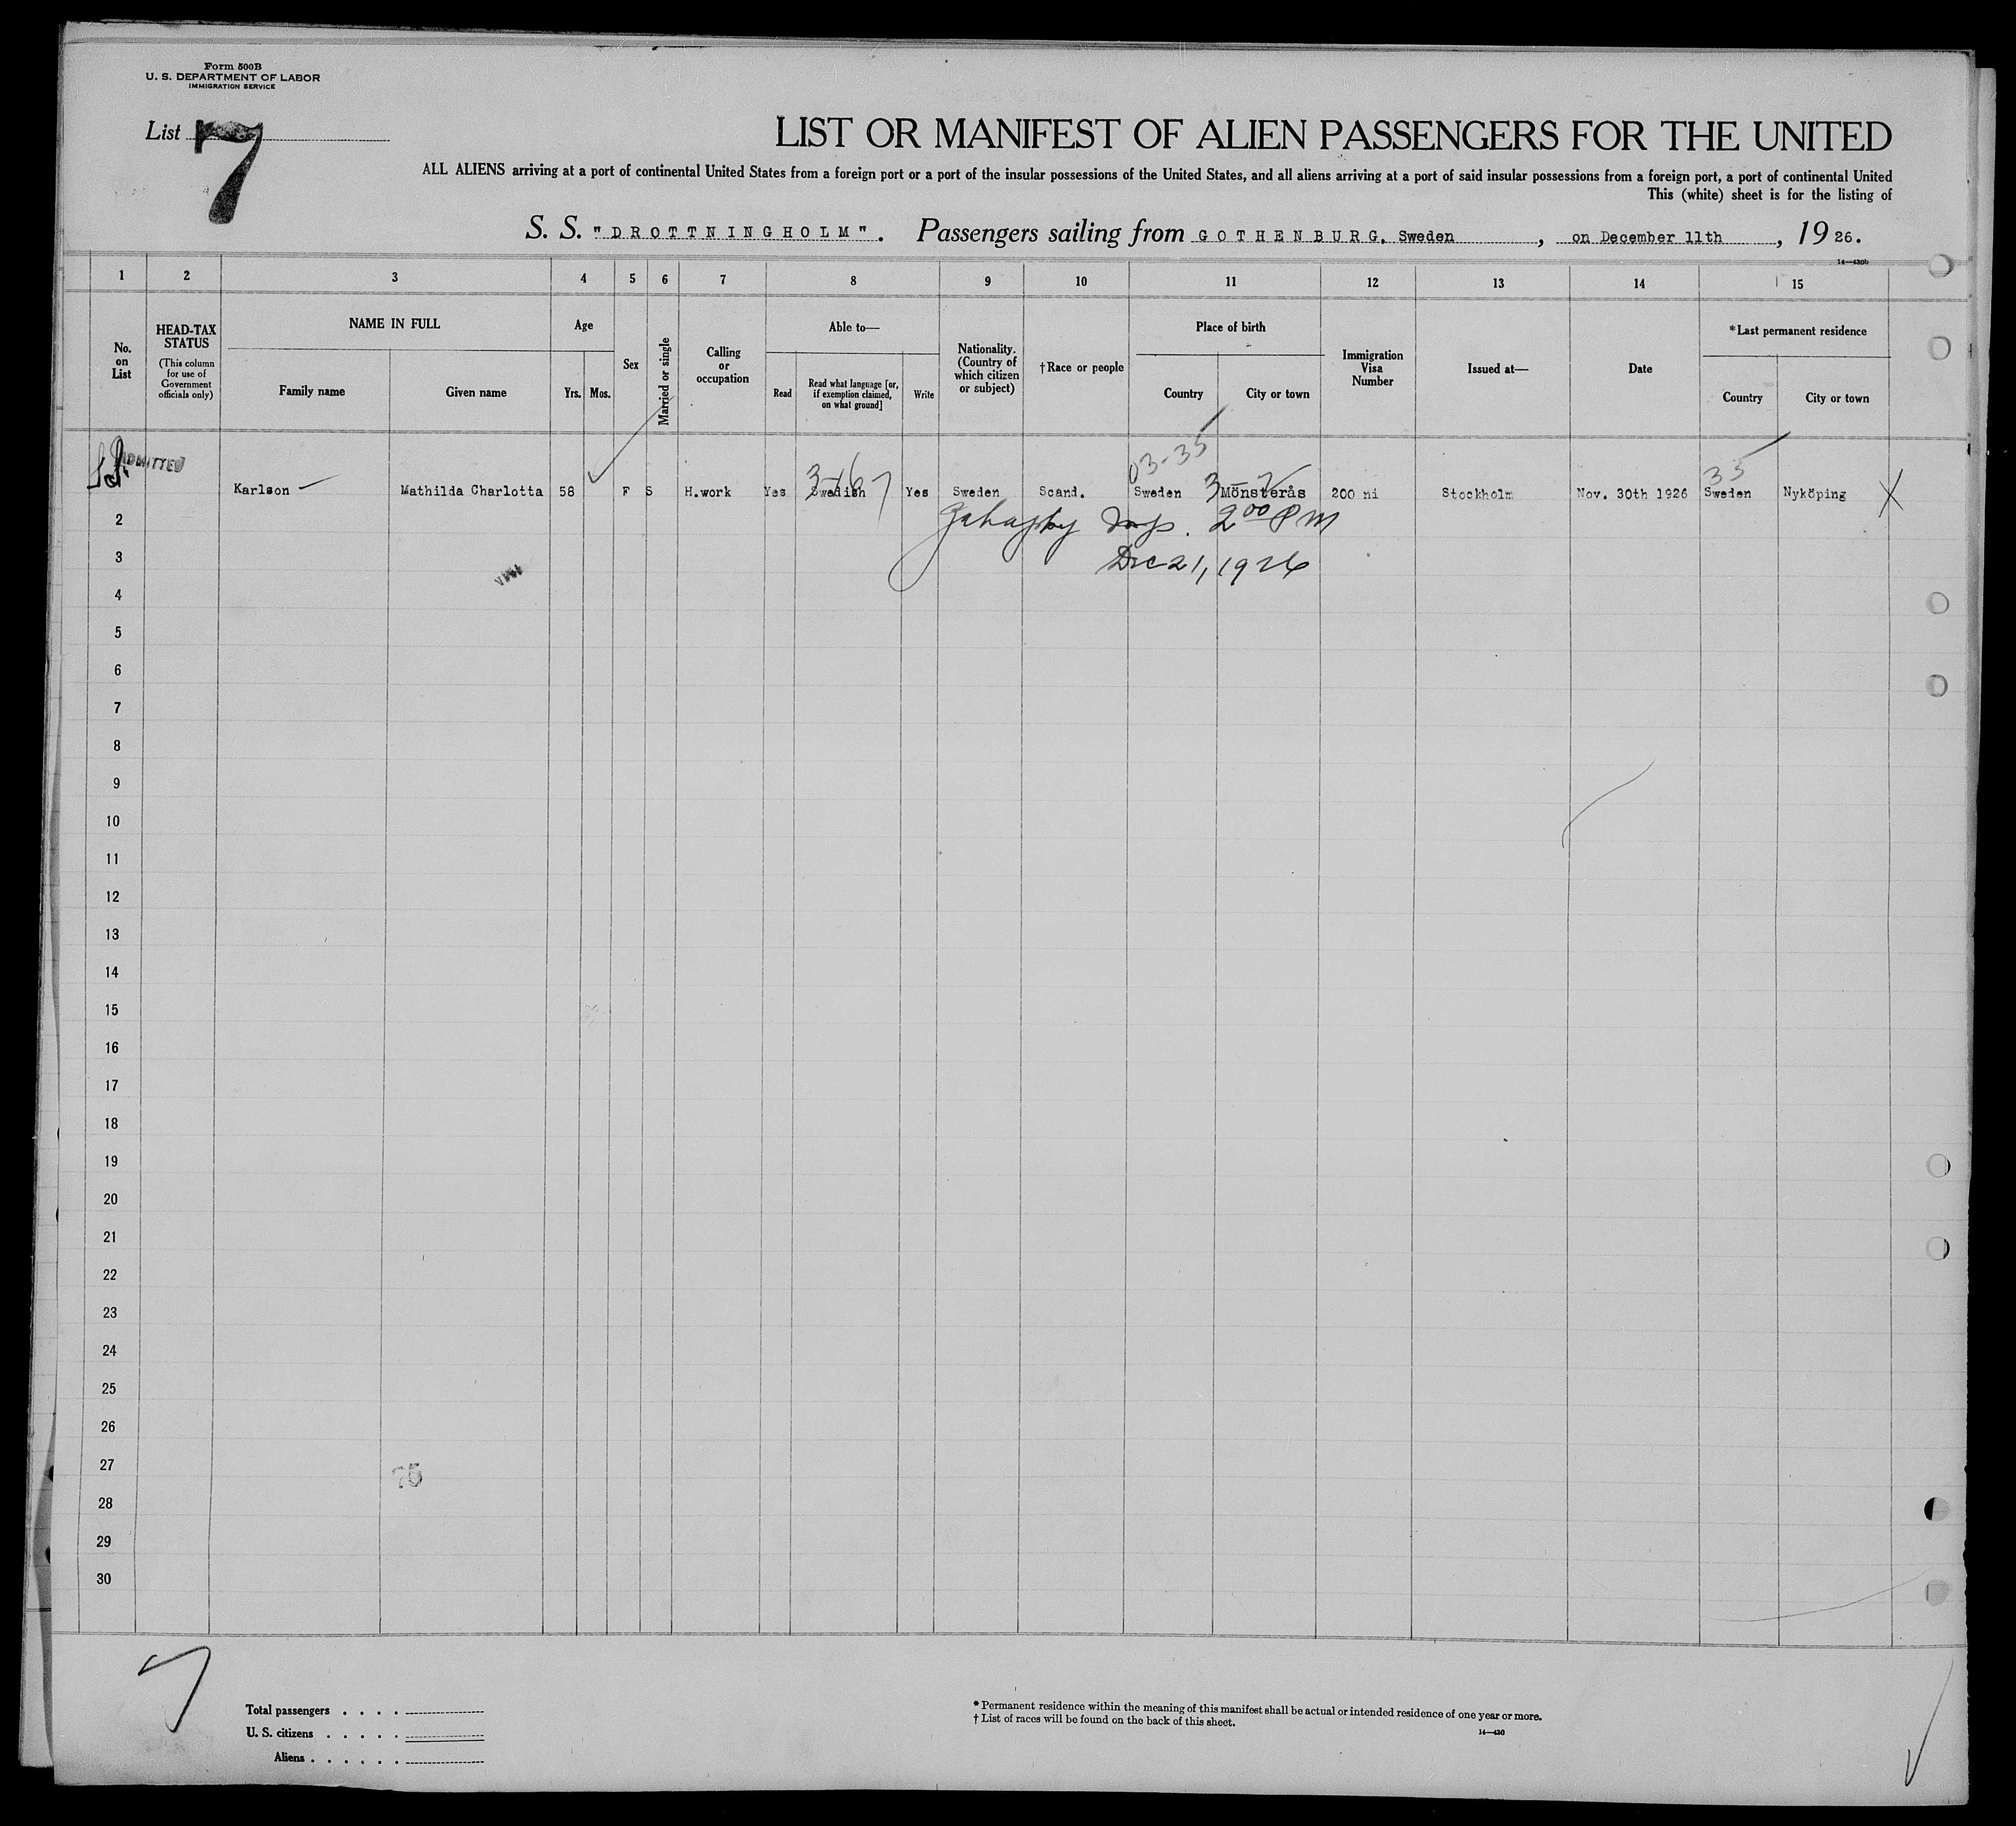 Form 500B
U. S. DEPARTMENT OF LABOR
IMMIGRATION SERVICE
List 7
LIST OR MANIFEST OF ALIEN PASSENGERS FOR THE UNITED
ALL ALIENS arriving at a port of continental United States from a foreign port or a port of the insular possessions of the United States, and all aliens arriving at a port of said insular possessions from a foreign port, a port of continental United
This (white) sheet is for the listing of
S. S. "DROTTNINGHOLM". Passengers sailing from GOTHENBURG, Sweden, on December 11th, 1926.
14—430b
1 2 3 4 5 6 7 8 9 10 11 12 13 14 15
No. on List
HEAD-TAX STATUS
(This column for use of Government officials only)
NAME IN FULL
Family name
Given name
Age
Yrs.
Mos.
Sex
Married or single
Calling or occupation
Able to—
Read
Read what language [or, if exemption claimed, on what ground]
Write
Nationality. (Country of which citizen or subject)
†Race or people
Place of birth
Country
City or town
Immigration Visa Number
Issued at—
Date
*Last permanent residence
Country
City or town
ADMITTED
03-35
35
Karlson Mathilda Charlotta 58 F S H.work Yes Swedish Yes Sweden Scand. Sweden Mönsterås 200 ni Stockholm Nov. 30th 1926 Sweden Nyköping X
2 2 00 PM
3 Dec 21, 1926
4
5
6
7
8
9
10
11
12
13
14
15
16
17
18
19
20
21
22
23
24
25
26
27 75
28
29
30
7
Total passengers . . . .
U. S. citizens . . . . .
Aliens . . . . . .
* Permanent residence within the meaning of this manifest shall be actual or intended residence of one year or more.
† List of races will be found on the back of this sheet.
14—430